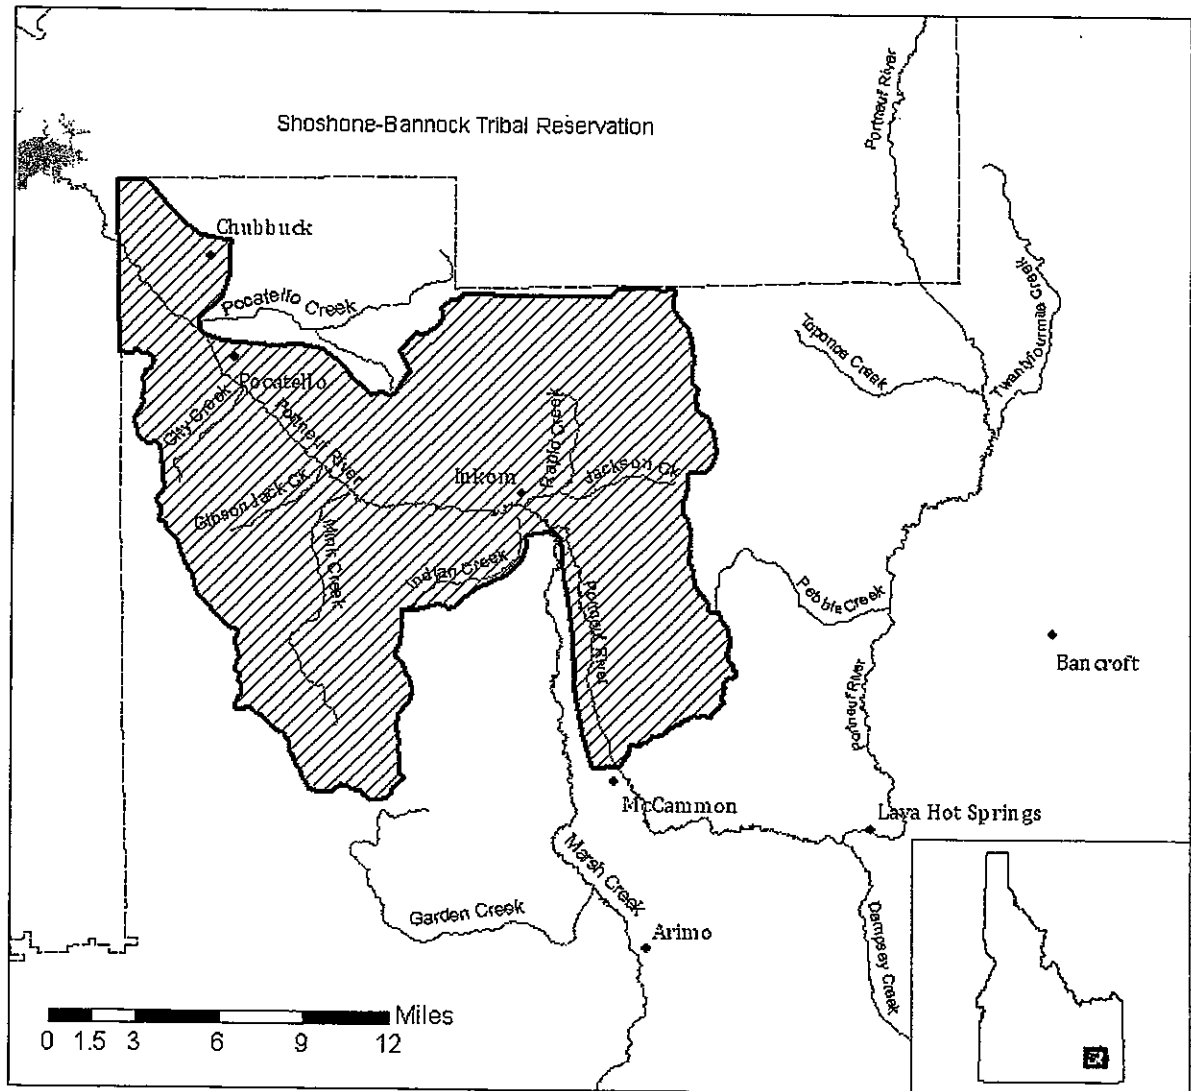 Portneuf River
Shoshone-Bannock Tribal Reservation
Chubbuck
Pocatello Creek
Twentyfourmile Creek
Toponce Creek
Pocatello
City Creek
Portneuf River
Rapid Creek
Inkom
Jackson Ck
Gibson Jack Ck
Mink Creek
Indian Creek
Portneuf River
Pebble Creek
Bancroft
Portneuf River
McCammon
Lava Hot Springs
Marsh Creek
Garden Creek
Arimo
Dempsey Creek
Miles
0 1.5 3 6 9 12